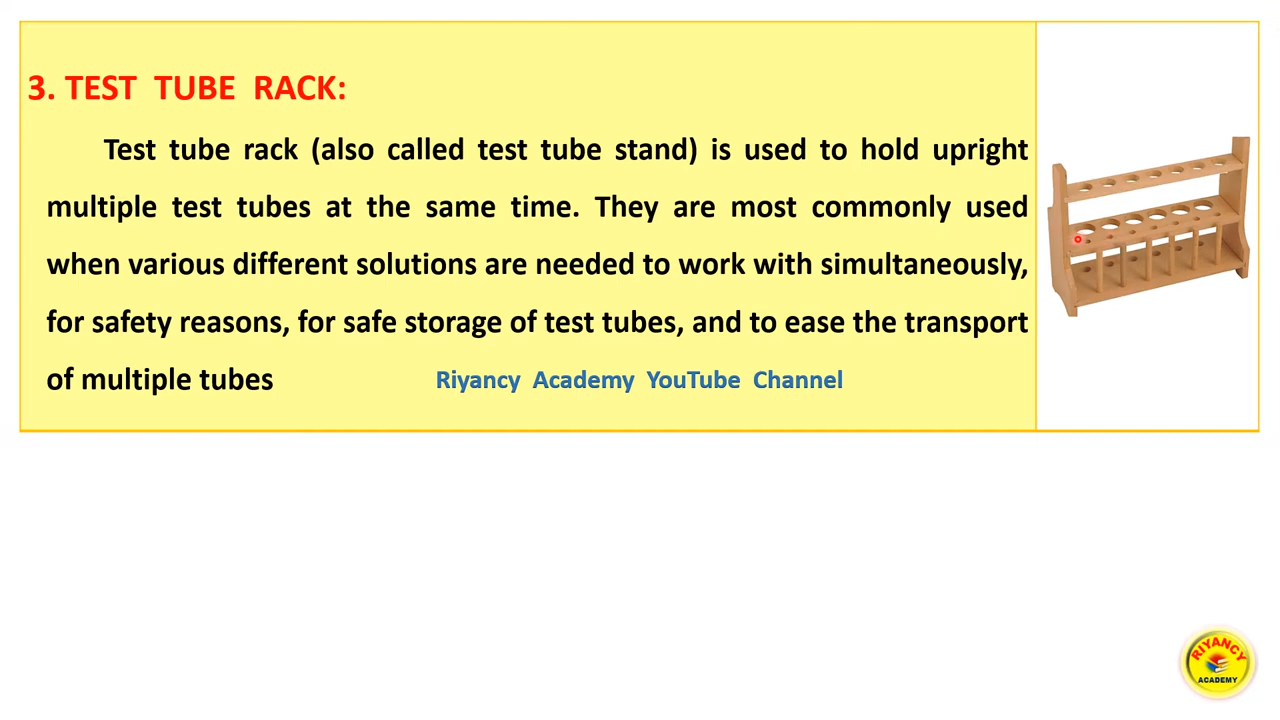 3. TEST TUBE RACK:
Test tube rack (also called test tube stand) is used to hold upright
multiple test tubes at the same time. They are most commonly used
when various different solutions are needed to work with simultaneously,
for safety reasons, for safe storage of test tubes, and to ease the transport
of multiple tubes
Riyancy Academy YouTube Channel
RIYANCY
ACADEMY